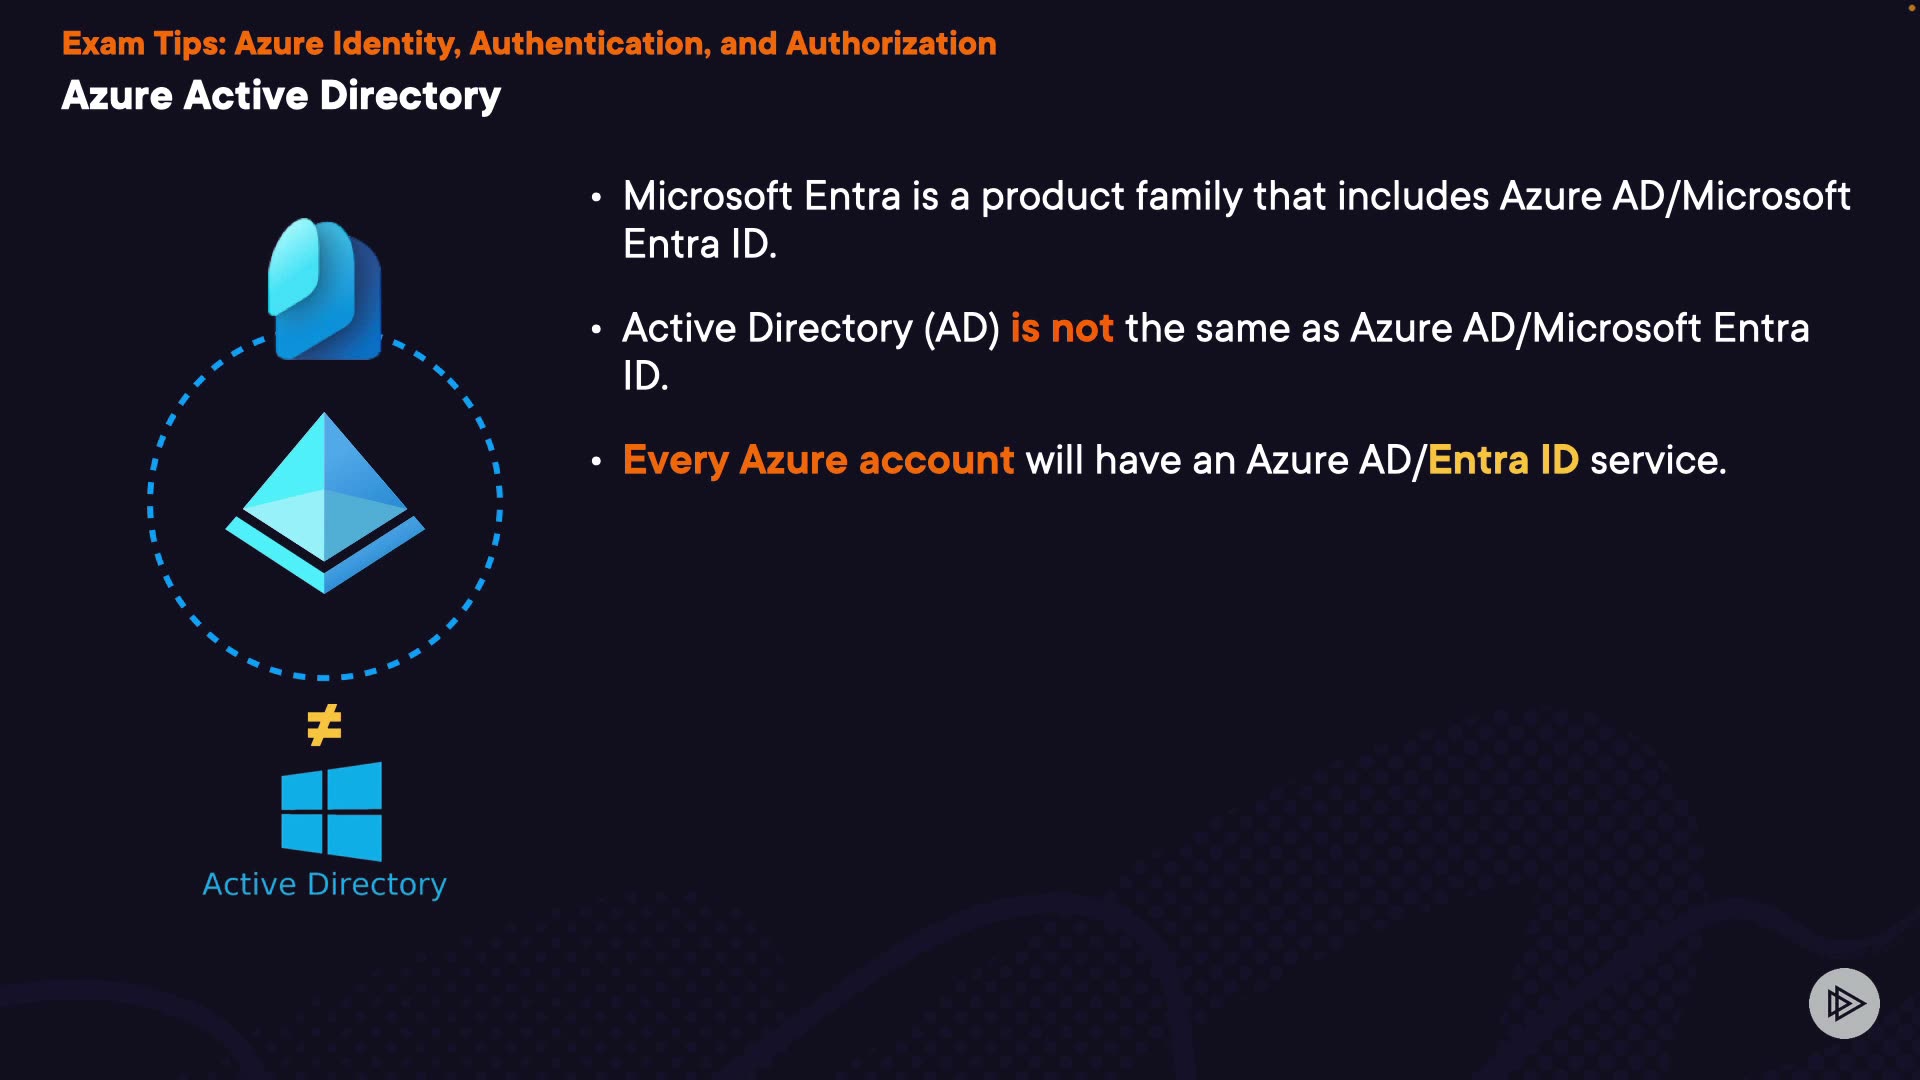 Exam Tips: Azure Identity, Authentication, and Authorization
Azure Active Directory
• Microsoft Entra is a product family that includes Azure AD/Microsoft
Entra ID.
• Active Directory (AD) is not the same as Azure AD/Microsoft Entra
ID.
• Every Azure account will have an Azure AD/Entra ID service.
≠
Active Directory